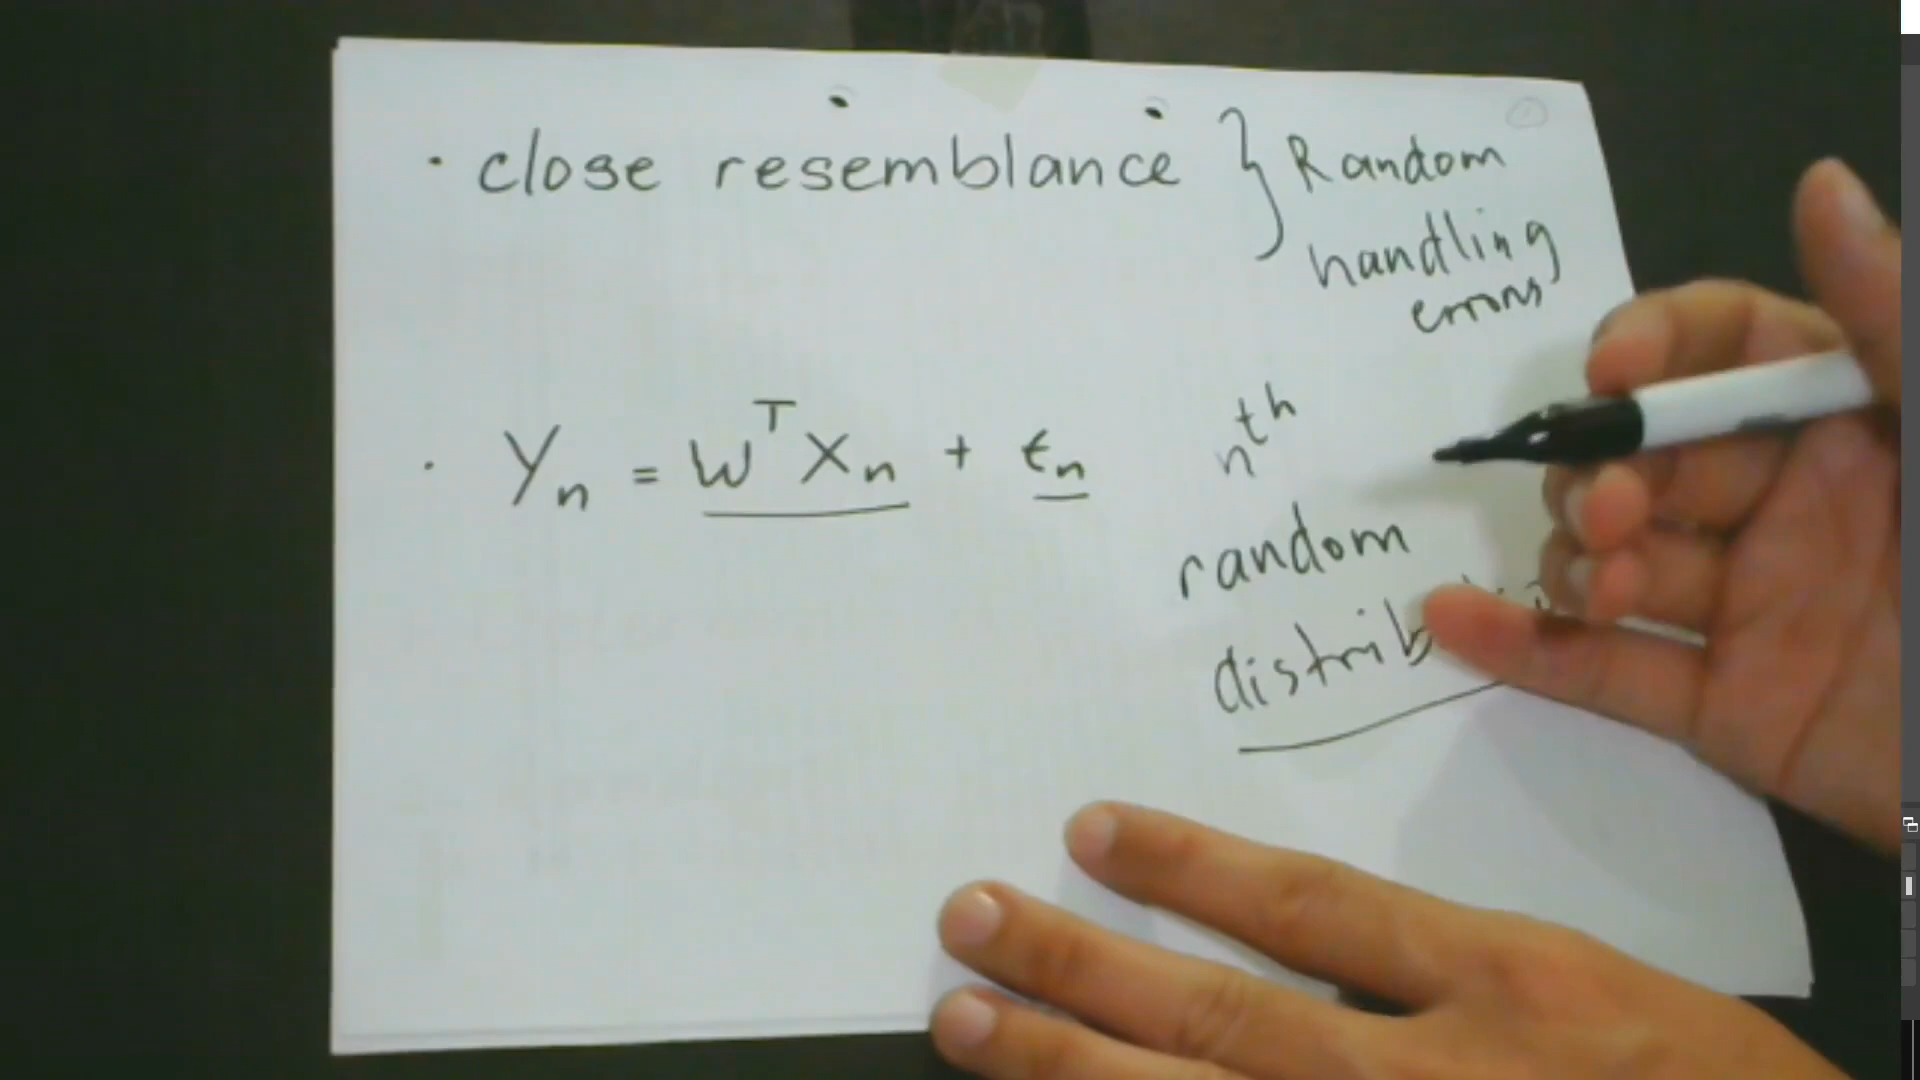 · close resemblance } Random
handling
errors
· Yₙ = wᵀxₙ + ϵₙ
nᵗʰ
random